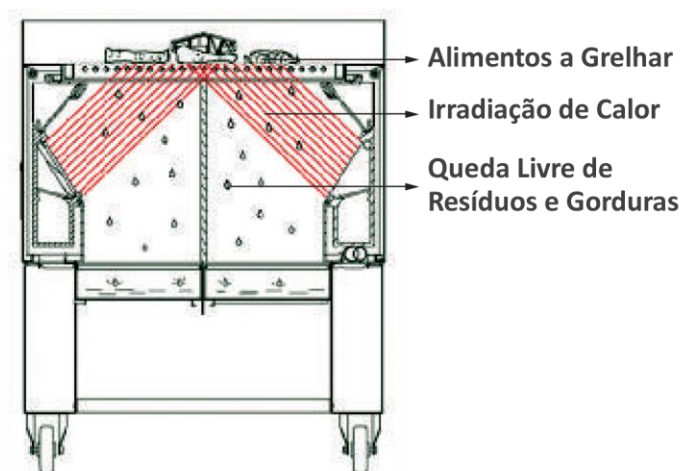 Alimentos a Grelhar
Irradiação de Calor
Queda Livre de
Resíduos e Gorduras